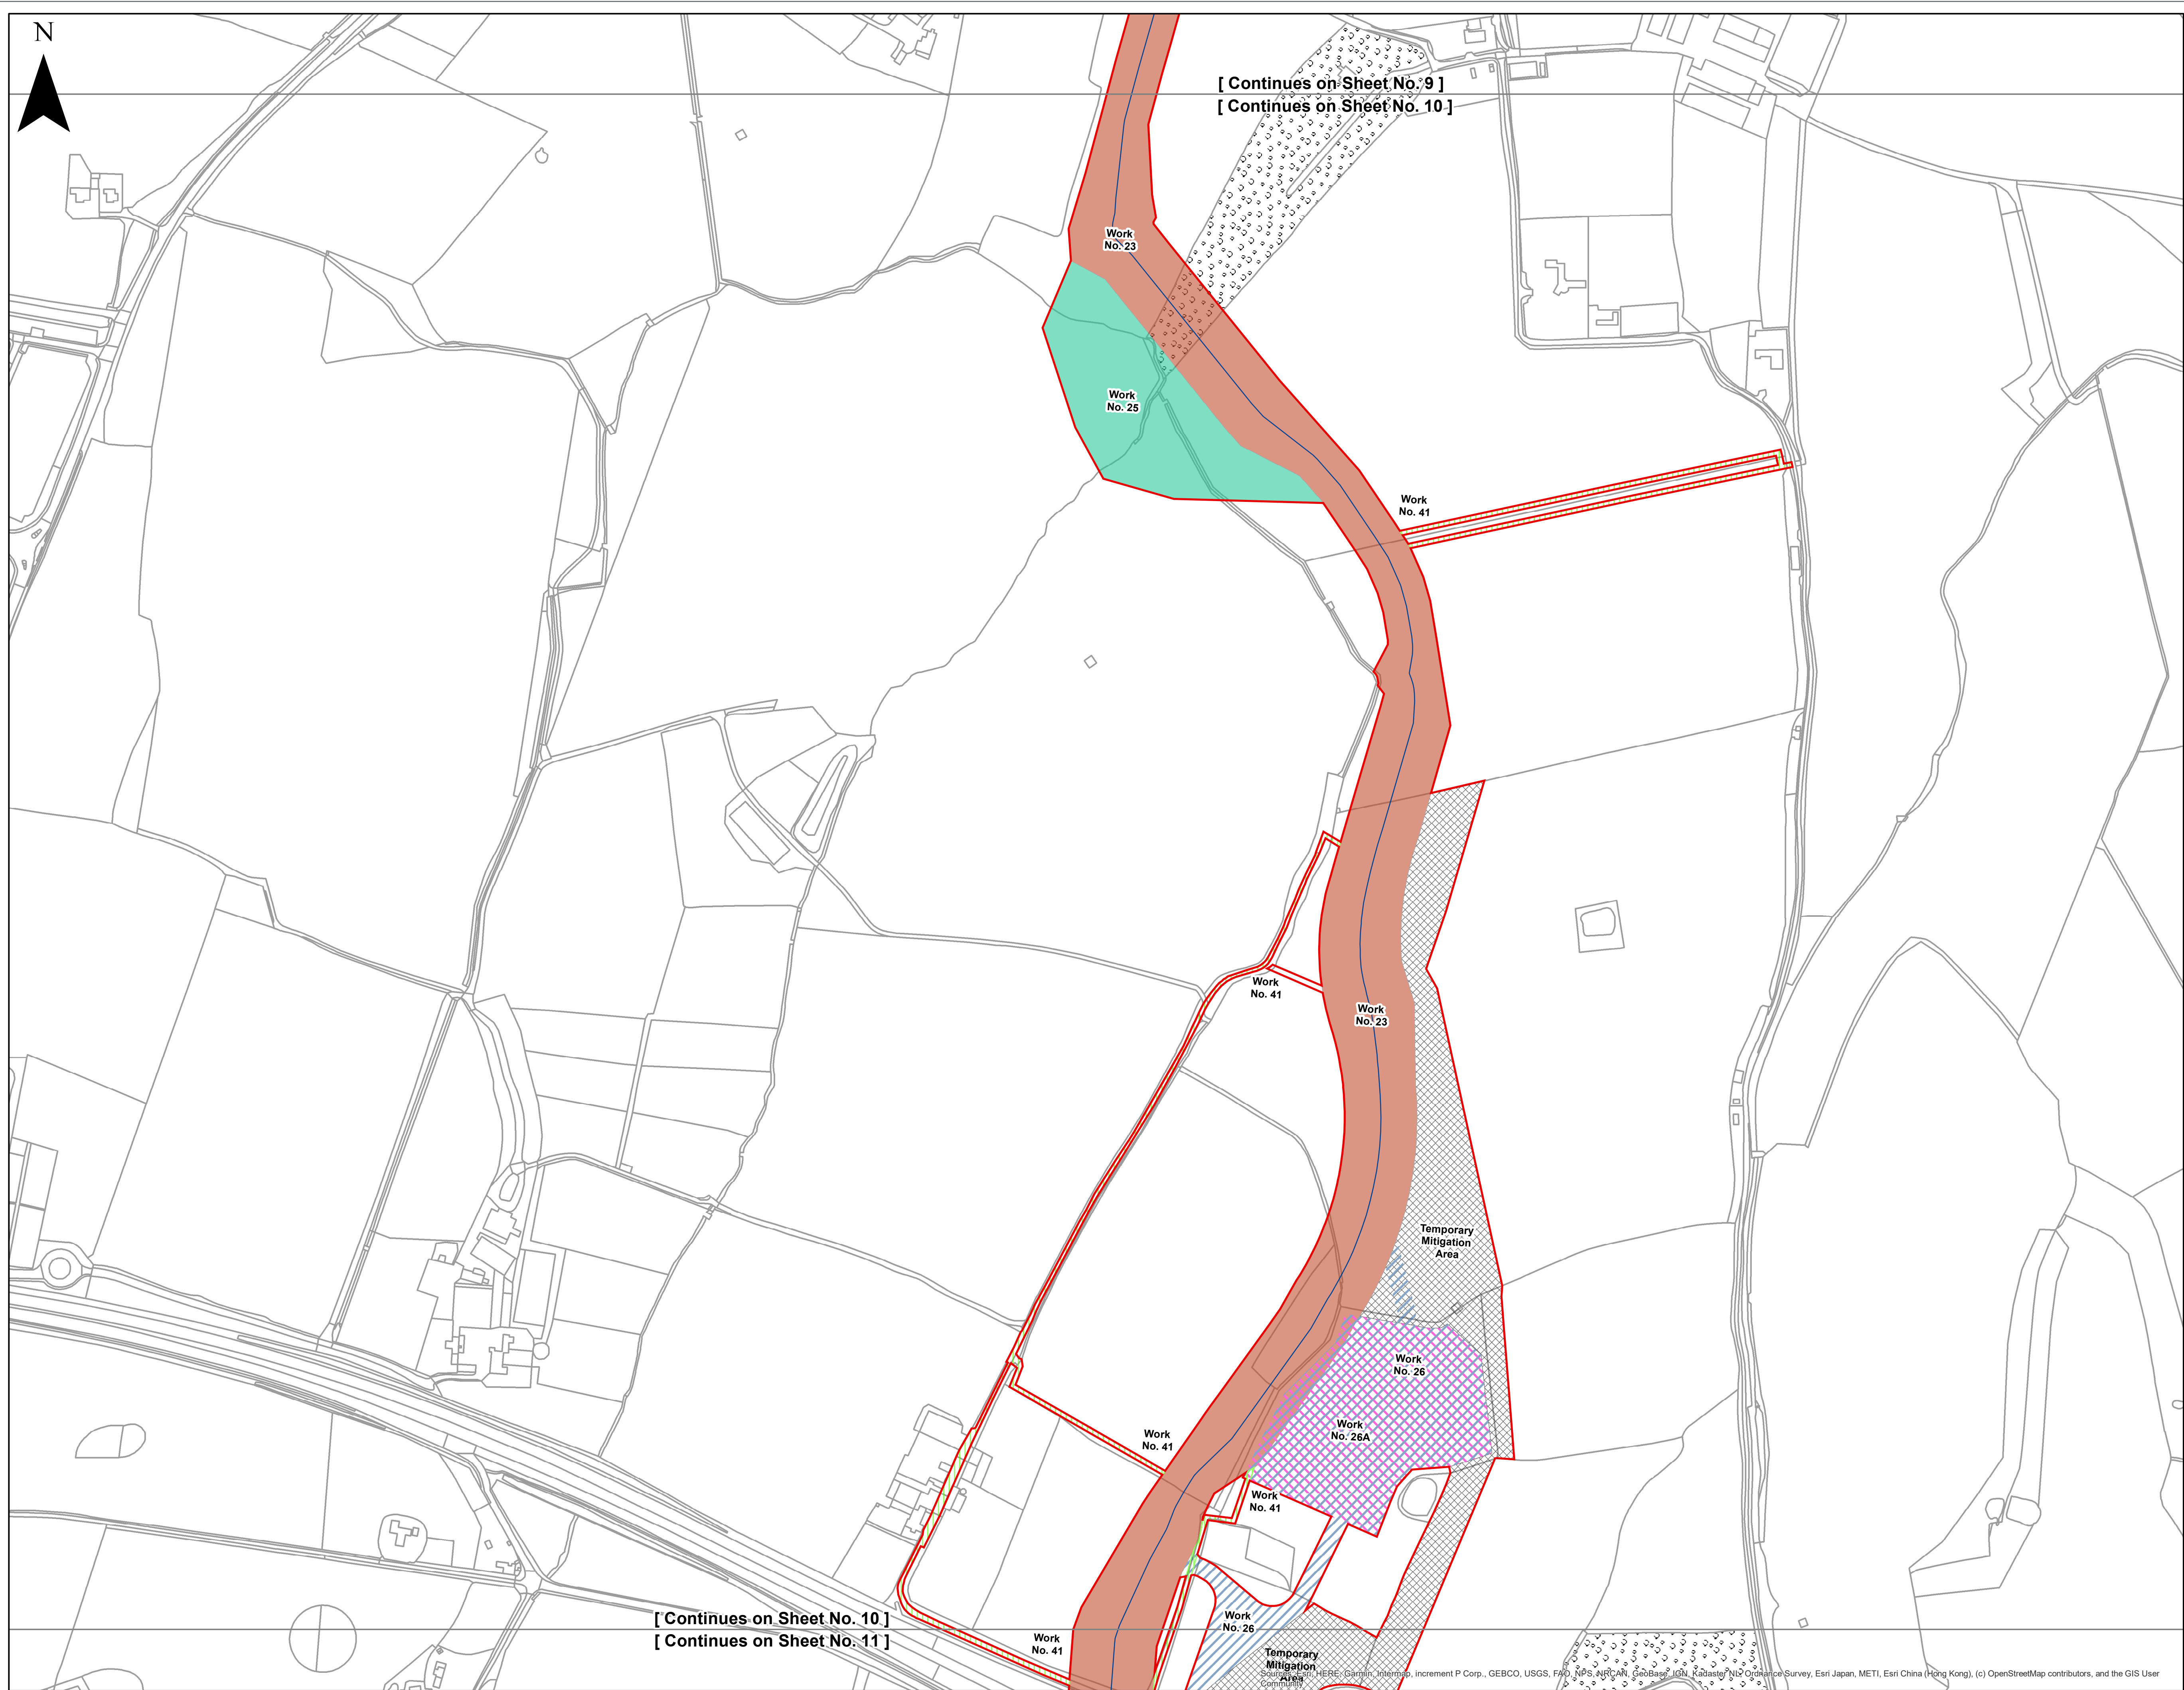 N
[ Continues on Sheet No. 9 ]
[ Continues on Sheet No. 10 ]
Work
No. 23
Work
No. 25
Work
No. 41
Work
No. 41
Work
No. 23
Temporary
Mitigation
Area
Work
No. 26
Work
No. 26A
Work
No. 41
Work
No. 41
[ Continues on Sheet No. 10 ]
[ Continues on Sheet No. 11 ]
Work
No. 41
Work
No. 26
Temporary
Mitigation
Area
Sources: Esri, HERE, Garmin, Intermap, increment P Corp., GEBCO, USGS, FAO, NPS, NRCAN, GeoBase, IGN, Kadaster NL, Ordnance Survey, Esri Japan, METI, Esri China (Hong Kong), (c) OpenStreetMap contributors, and the GIS User
Community